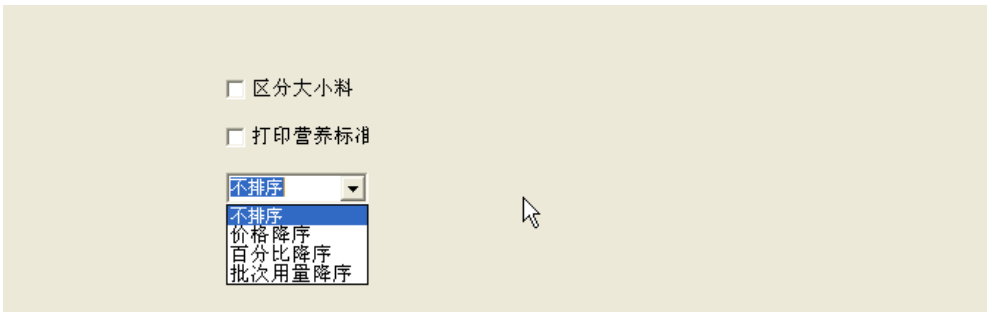 区分大小料
打印营养标准
不排序
不排序
价格降序
百分比降序
批次用量降序